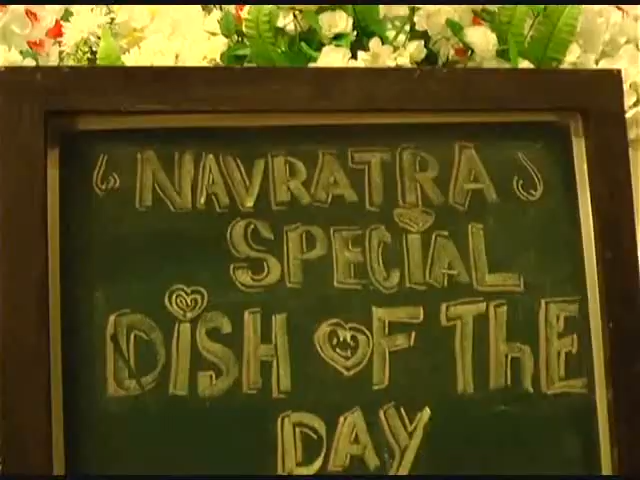 "NAVRATRA"
SPECiAL
DiSH OF THE
DAY